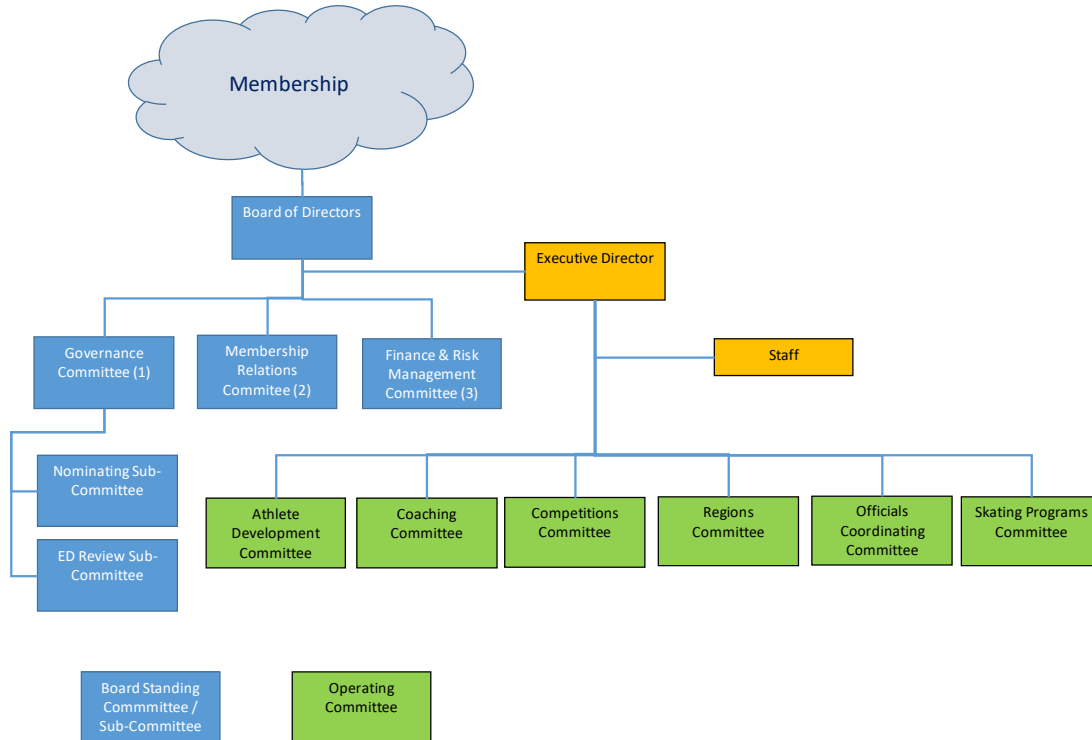 Membership
Board of Directors
Executive Director
Governance
Committee (1)
Membership
Relations
Commitee (2)
Finance & Risk
Management
Committee (3)
Staff
Nominating Sub-
Committee
ED Review Sub-
Committee
Athlete
Development
Committee
Coaching
Committee
Competitions
Committee
Regions
Committee
Officials
Coordinating
Committee
Skating Programs
Committee
Board Standing
Commmittee /
Sub-Committee
Operating
Committee